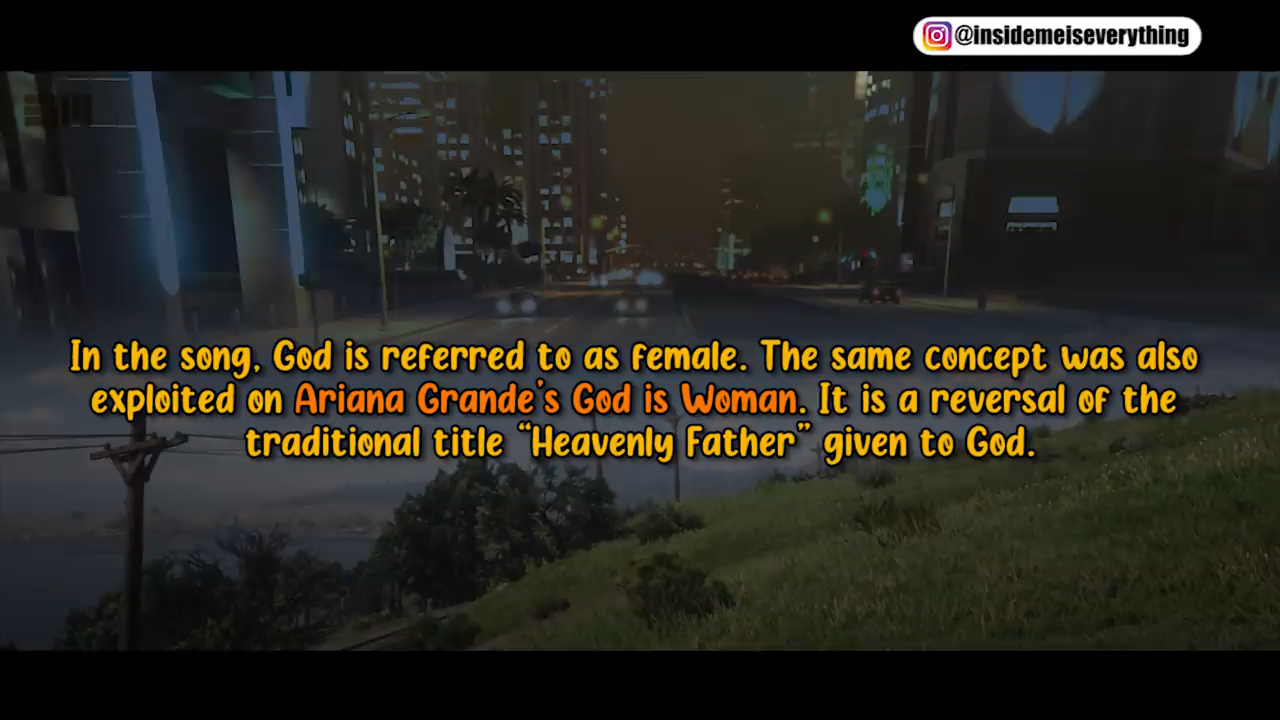 @insidemeiseverything
In the song, God is referred to as female. The same concept was also
exploited on Ariana Grande's God is Woman. It is a reversal of the
traditional title “Heavenly Father” given to God.